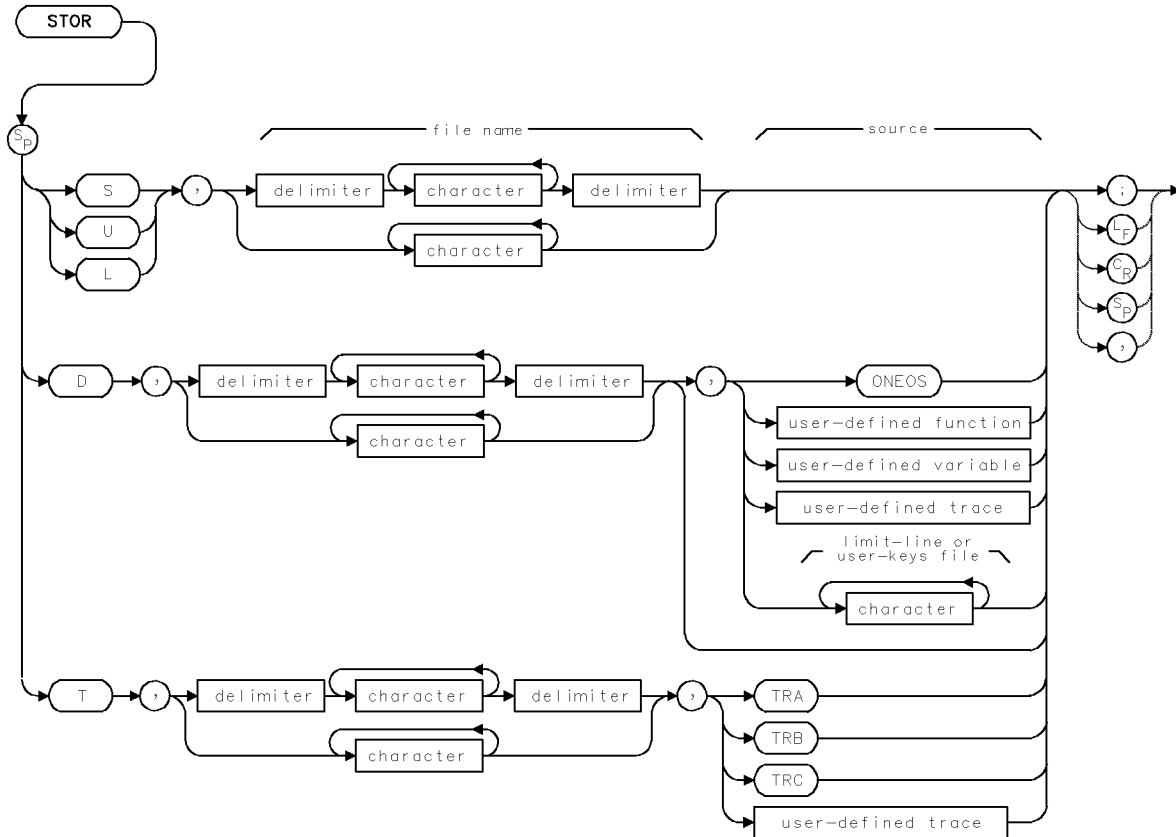 STOR
SP
file name
source
S
,
delimiter
character
delimiter
;
U
character
LF
L
CR
SP
,
D
,
delimiter
character
delimiter
,
ONEOS
character
user-defined function
user-defined variable
user-defined trace
limit-line or
user-keys file
character
T
,
delimiter
character
delimiter
,
TRA
character
TRB
TRC
user-defined trace